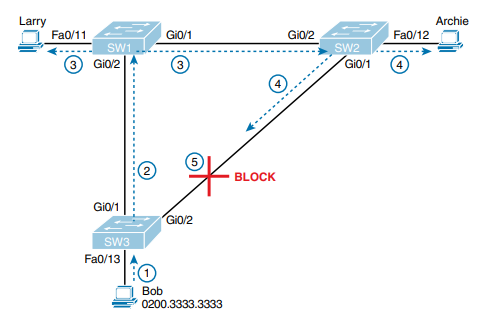 Larry
Archie
Fa0/11
Gi0/1
Gi0/2
Fa0/12
SW1
SW2
3
Gi0/2
3
Gi0/1
4
4
5
BLOCK
2
Gi0/1
Gi0/2
SW3
Fa0/13
1
Bob
0200.3333.3333